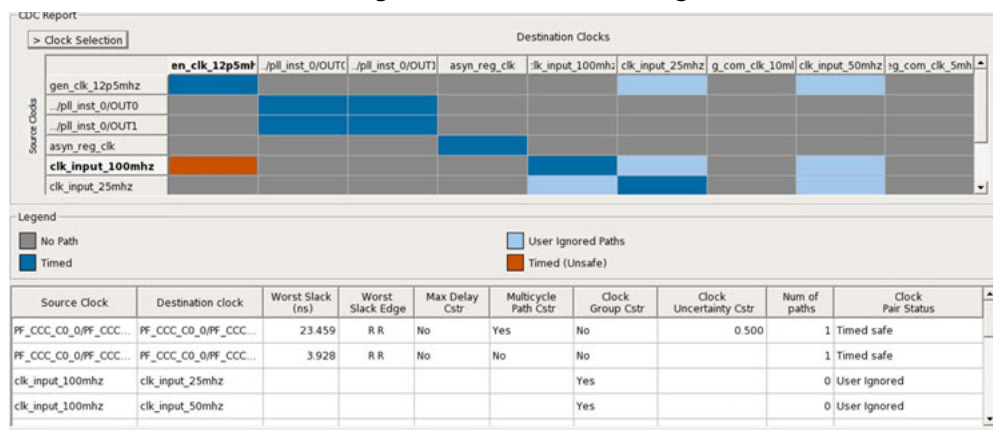 CDC Report
> Clock Selection
Destination Clocks
en_clk_12p5mh ../pll_inst_0/OUT0 ../pll_inst_0/OUT1 asyn_reg_clk :lk_input_100mhz clk_input_25mhz g_com_clk_10ml clk_input_50mhz :g_com_clk_5mh
Source Clocks
gen_clk_12p5mhz
../pll_inst_0/OUT0
../pll_inst_0/OUT1
asyn_reg_clk
clk_input_100mhz
clk_input_25mhz
Legend
No Path
User Ignored Paths
Timed
Timed (Unsafe)
Source Clock Destination clock Worst Slack (ns) Worst Slack Edge Max Delay Cstr Multicycle Path Cstr Clock Group Cstr Clock Uncertainty Cstr Num of paths Clock Pair Status
PF_CCC_C0_0/PF_CCC... PF_CCC_C0_0/PF_CCC... 23.459 R R No Yes No 0.500 1 Timed safe
PF_CCC_C0_0/PF_CCC... PF_CCC_C0_0/PF_CCC... 3.928 R R No No No 1 Timed safe
clk_input_100mhz clk_input_25mhz Yes 0 User Ignored
clk_input_100mhz clk_input_50mhz Yes 0 User Ignored